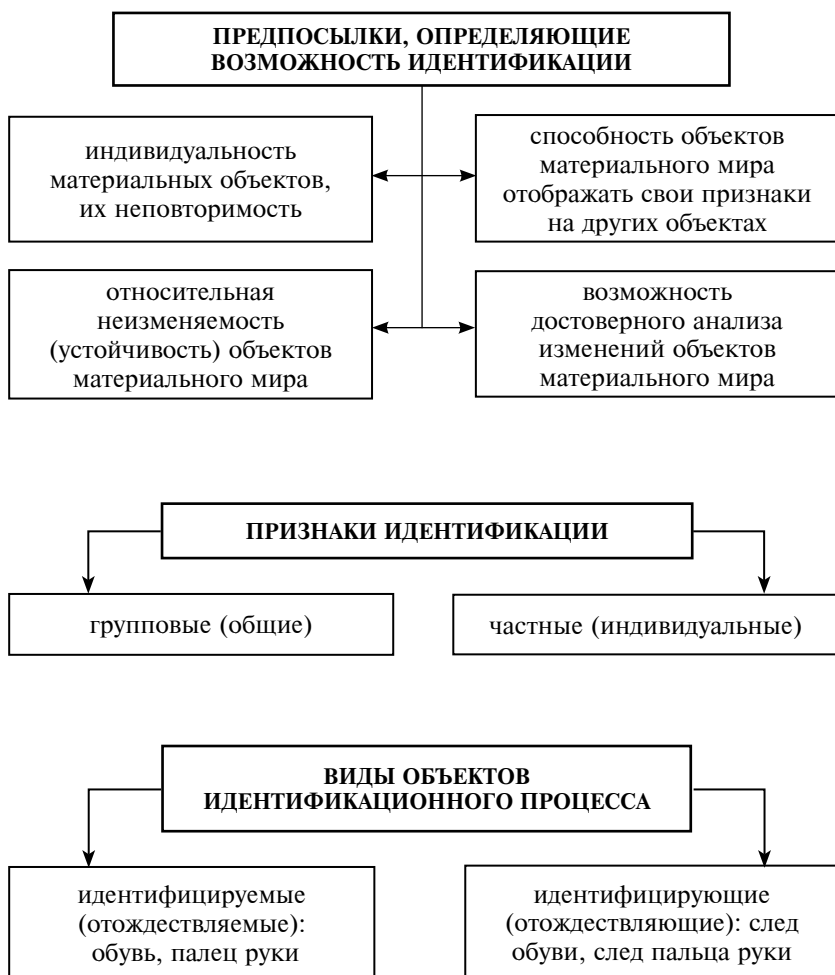 ПРЕДПОСЫЛКИ, ОПРЕДЕЛЯЮЩИЕ
ВОЗМОЖНОСТЬ ИДЕНТИФИКАЦИИ
индивидуальность
материальных объектов,
их неповторимость
способность объектов
материального мира
отображать свои признаки
на других объектах
относительная
неизменяемость
(устойчивость) объектов
материального мира
возможность
достоверного анализа
изменений объектов
материального мира
ПРИЗНАКИ ИДЕНТИФИКАЦИИ
групповые (общие)
частные (индивидуальные)
ВИДЫ ОБЪЕКТОВ
ИДЕНТИФИКАЦИОННОГО ПРОЦЕССА
идентифицируемые
(отождествляемые):
обувь, палец руки
идентифицирующие
(отождествляющие): след
обуви, след пальца руки